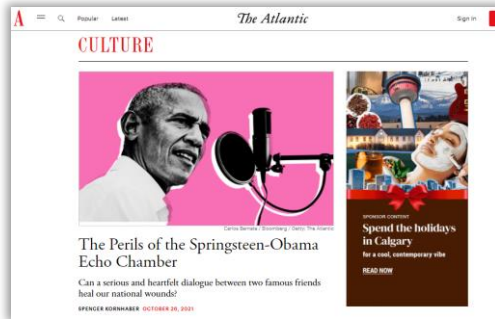 A Popular Latest The Atlantic Sign In
CULTURE
Carlos Bernate / Bloomberg / Getty; The Atlantic
The Perils of the Springsteen-Obama
Echo Chamber
Can a serious and heartfelt dialogue between two famous friends
heal our national wounds?
SPENCER KORNHABER OCTOBER 26, 2021
SPONSOR CONTENT
Spend the holidays
in Calgary
for a cool, contemporary vibe
READ NOW